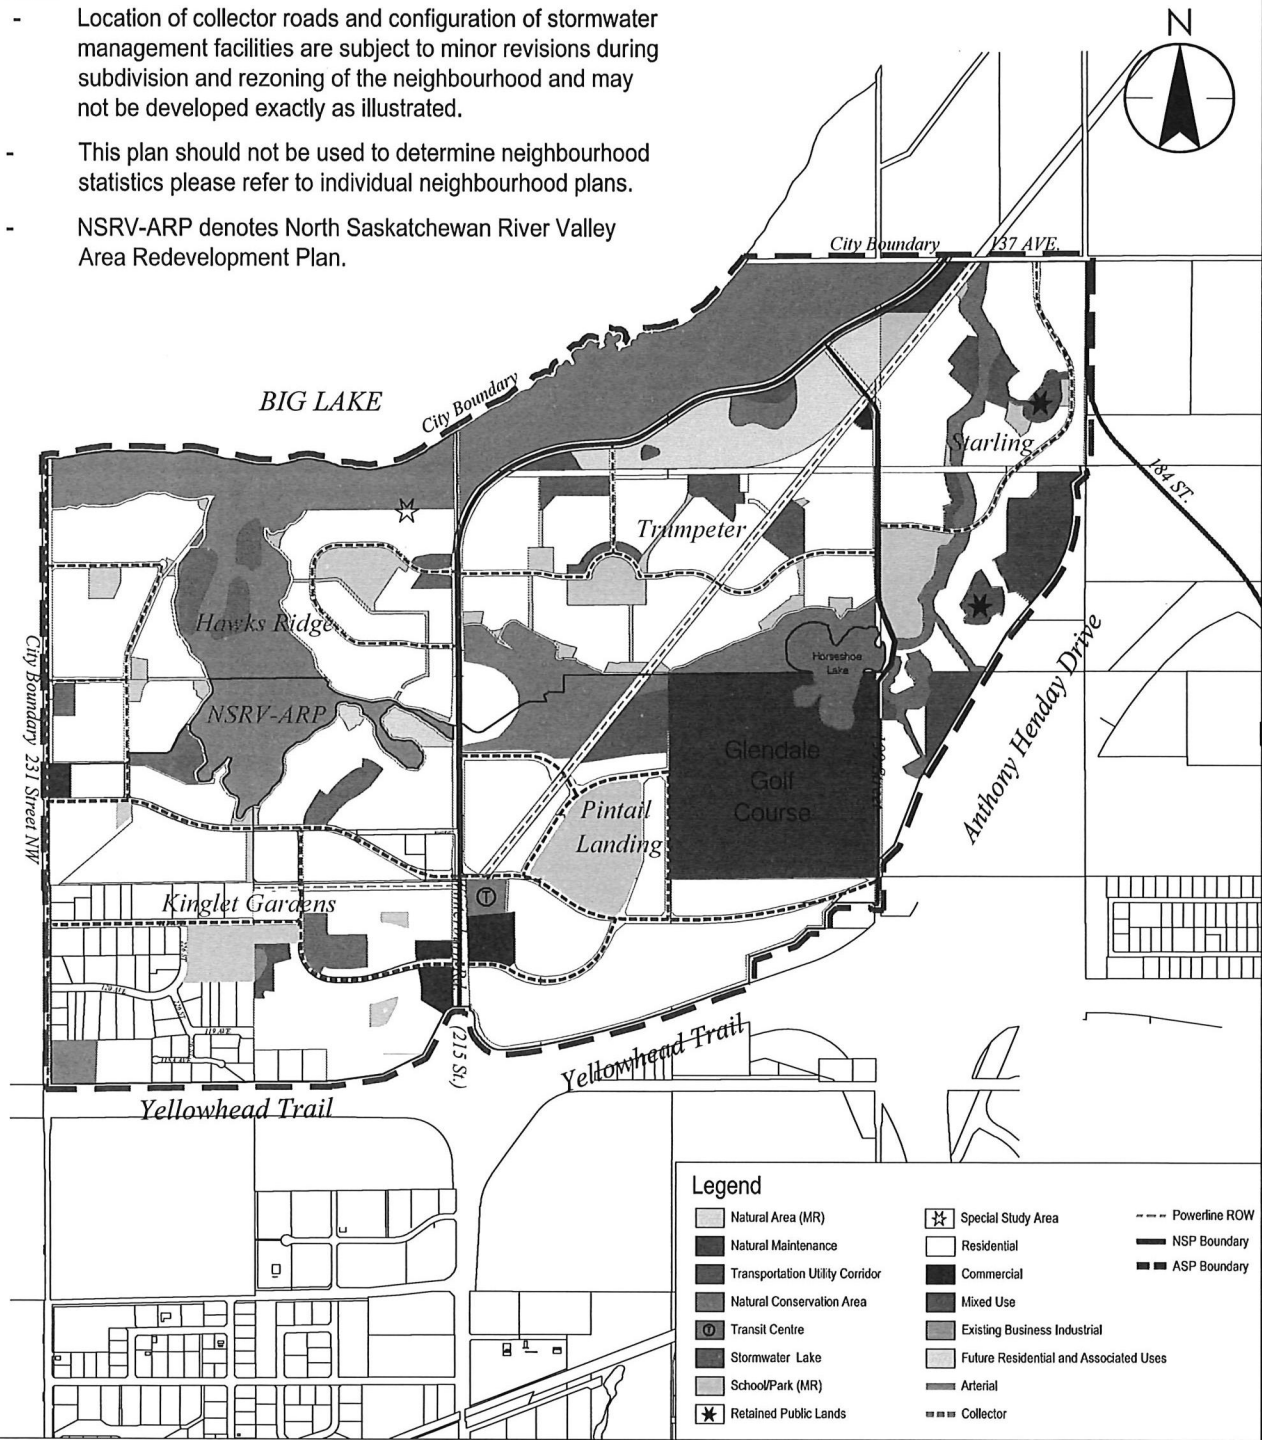 - Location of collector roads and configuration of stormwater
management facilities are subject to minor revisions during
subdivision and rezoning of the neighbourhood and may
not be developed exactly as illustrated.
- This plan should not be used to determine neighbourhood
statistics please refer to individual neighbourhood plans.
- NSRV-ARP denotes North Saskatchewan River Valley
Area Redevelopment Plan.
N
City Boundary
137 AVE.
BIG LAKE
City Boundary
Starling
184 ST.
Trumpeter
Hawks Ridge
Horseshoe
Lake
City Boundary 231 Street NW
NSRV-ARP
Anthony Henday Drive
Glendale
Golf
Course
Pintail
Landing
Kinglet Gardens
T
(215 St.)
Yellowhead Trail
Yellowhead Trail
Legend
Natural Area (MR)
Natural Maintenance
Transportation Utility Corridor
Natural Conservation Area
T Transit Centre
Stormwater Lake
School/Park (MR)
Retained Public Lands
Special Study Area
Residential
Commercial
Mixed Use
Existing Business Industrial
Future Residential and Associated Uses
Arterial
Collector
Powerline ROW
NSP Boundary
ASP Boundary